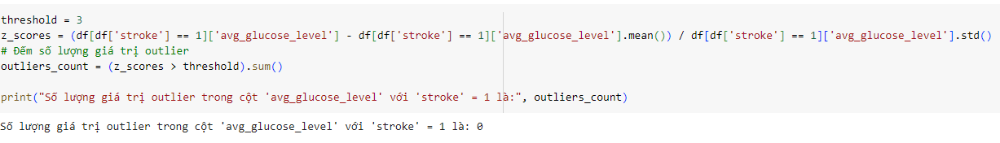 threshold = 3
z_scores = (df[df['stroke'] == 1]['avg_glucose_level'] - df[df['stroke'] == 1]['avg_glucose_level'].mean()) / df[df['stroke'] == 1]['avg_glucose_level'].std()
# Đếm số lượng giá trị outlier
outliers_count = (z_scores > threshold).sum()
print("Số lượng giá trị outlier trong cột 'avg_glucose_level' với 'stroke' = 1 là:", outliers_count)
Số lượng giá trị outlier trong cột 'avg_glucose_level' với 'stroke' = 1 là: 0